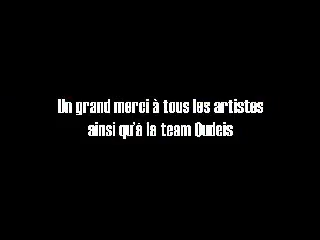 Un grand merci à tous les artistes
ainsi qu'à la team Oudeis